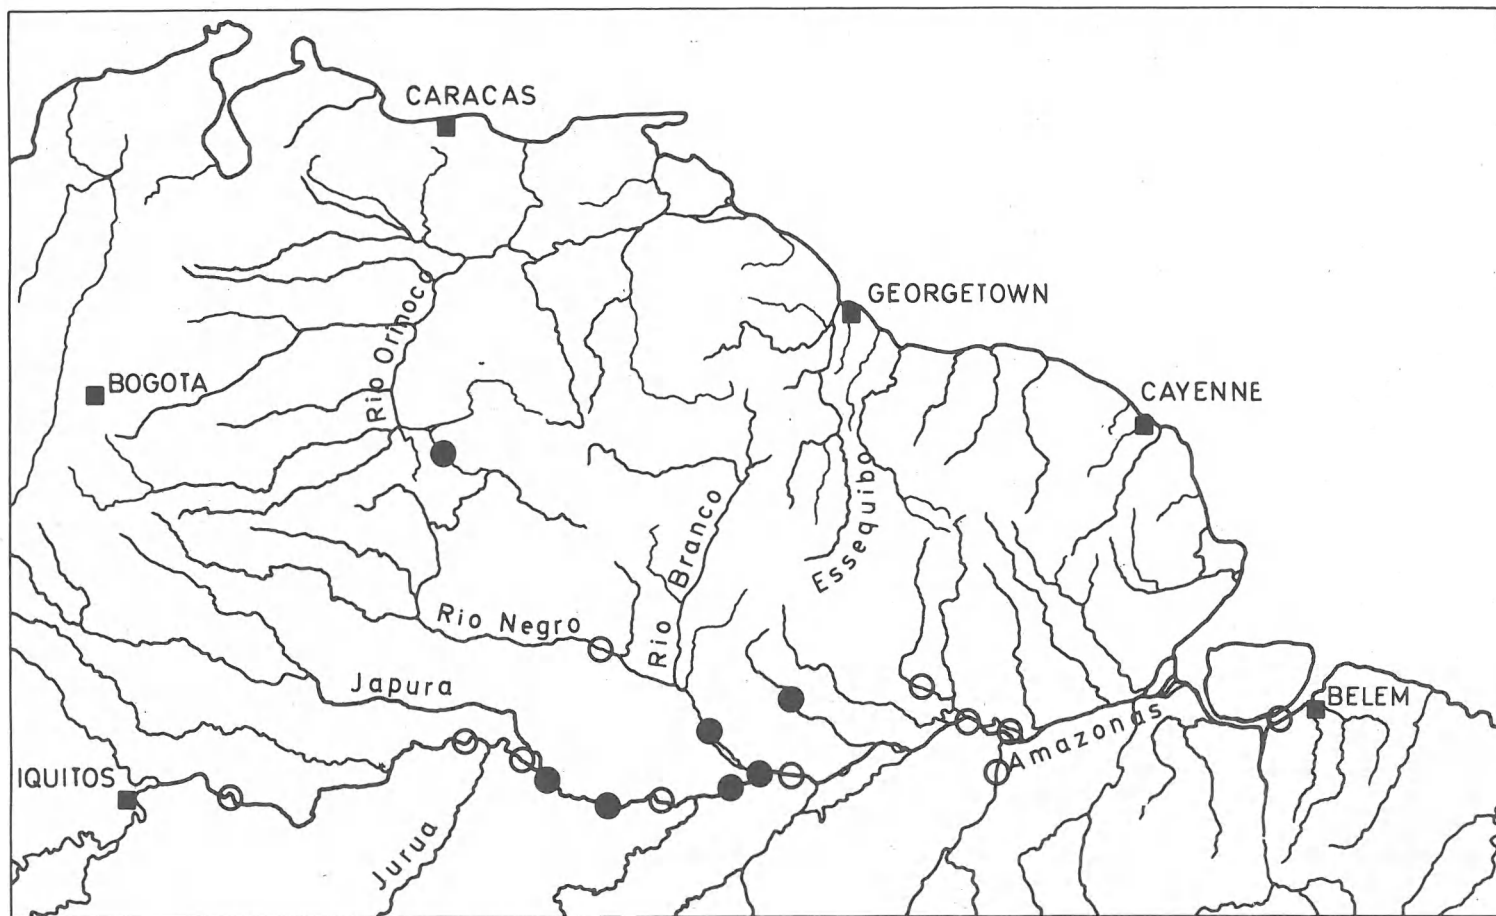 CARACAS
GEORGETOWN
Rio Orinoco
BOGOTA
CAYENNE
Essequibo
Rio Branco
Rio Negro
Japura
BELEM
Amazonas
IQUITOS
Jurua